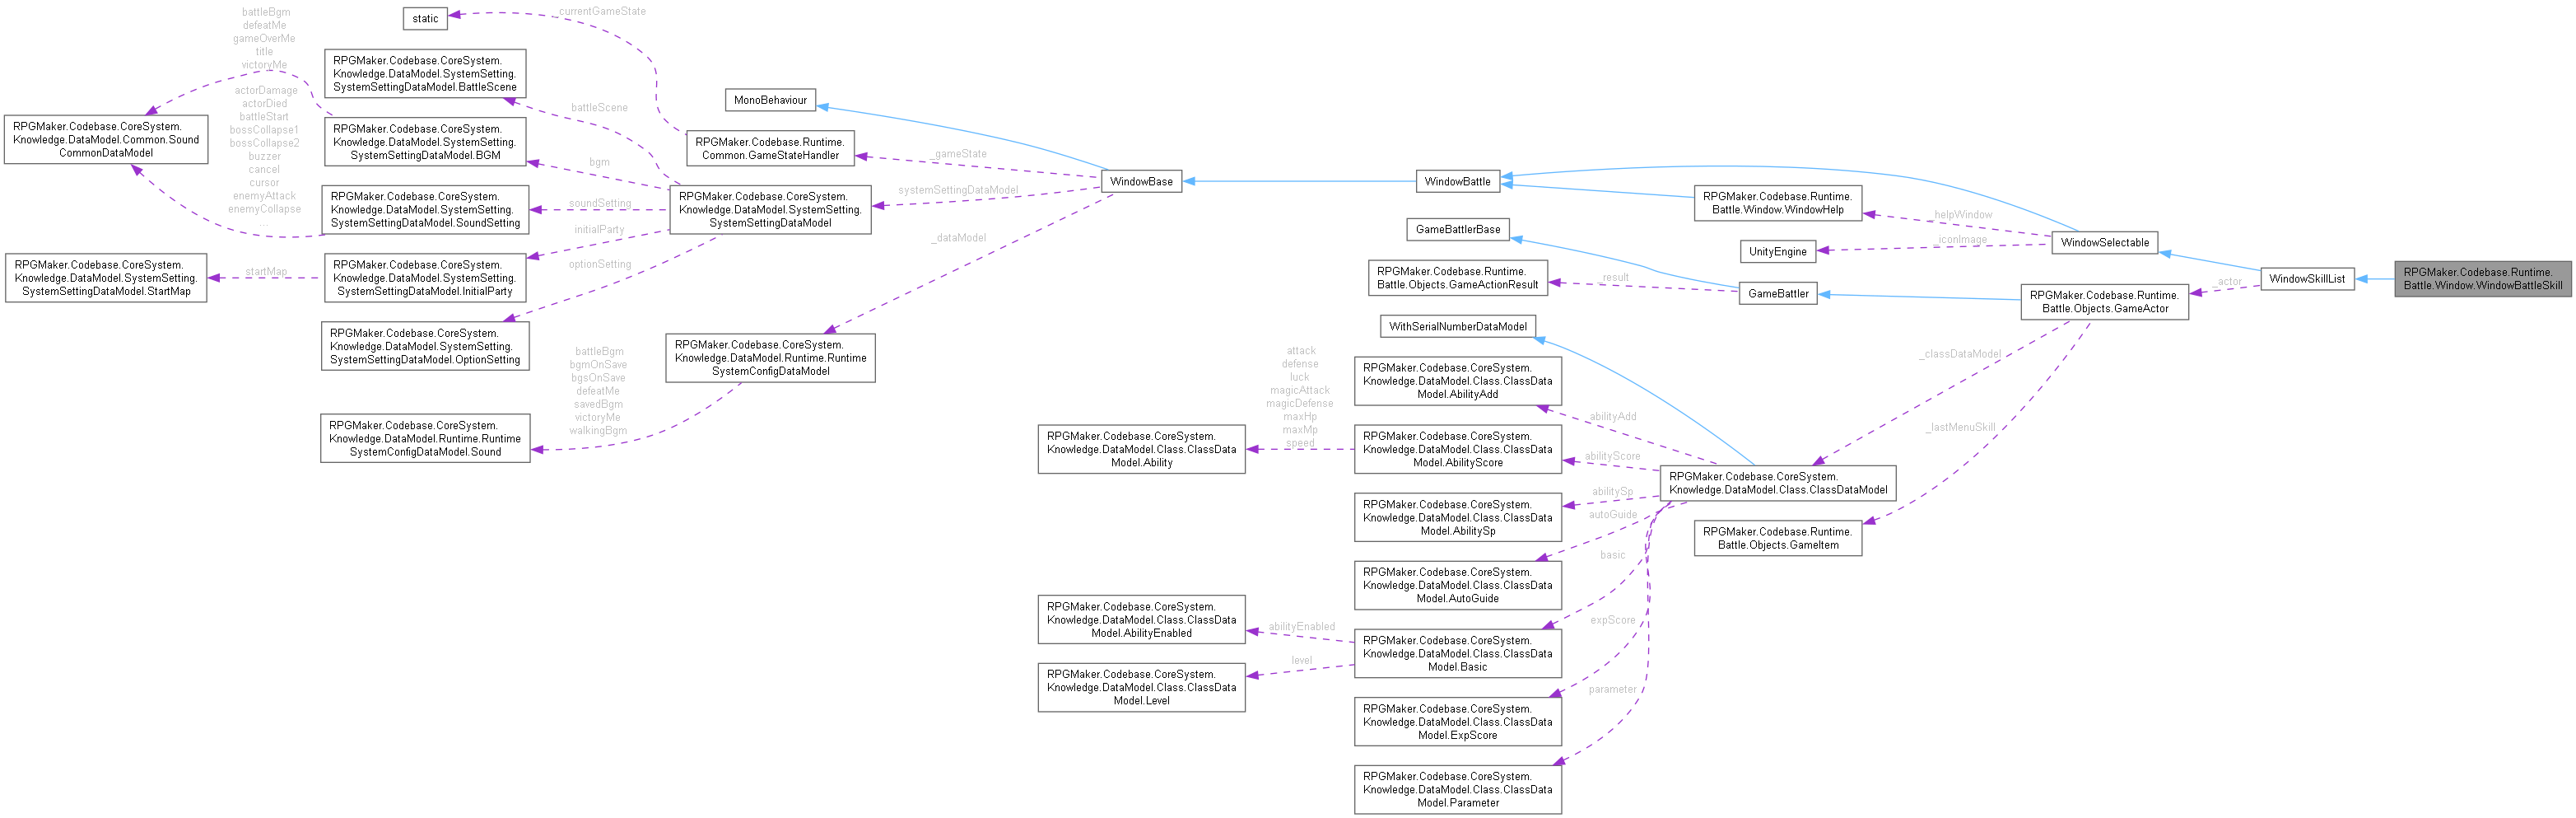 static
_currentGameState
battleBgm
defeatMe
gameOverMe
title
victoryMe
RPGMaker.Codebase.CoreSystem.
Knowledge.DataModel.SystemSetting.
SystemSettingDataModel.BattleScene
actorDamage
actorDied
battleStart
bossCollapse1
bossCollapse2
buzzer
cancel
cursor
enemyAttack
enemyCollapse
...
RPGMaker.Codebase.CoreSystem.
Knowledge.DataModel.Common.Sound
CommonDataModel
RPGMaker.Codebase.CoreSystem.
Knowledge.DataModel.SystemSetting.
SystemSettingDataModel.BGM
RPGMaker.Codebase.CoreSystem.
Knowledge.DataModel.SystemSetting.
SystemSettingDataModel.SoundSetting
RPGMaker.Codebase.CoreSystem.
Knowledge.DataModel.SystemSetting.
SystemSettingDataModel.StartMap
startMap
RPGMaker.Codebase.CoreSystem.
Knowledge.DataModel.SystemSetting.
SystemSettingDataModel.InitialParty
RPGMaker.Codebase.CoreSystem.
Knowledge.DataModel.SystemSetting.
SystemSettingDataModel.OptionSetting
RPGMaker.Codebase.CoreSystem.
Knowledge.DataModel.Runtime.Runtime
SystemConfigDataModel.Sound
battleScene
bgm
soundSetting
initialParty
optionSetting
battleBgm
bgmOnSave
bgsOnSave
defeatMe
savedBgm
victoryMe
walkingBgm
MonoBehaviour
RPGMaker.Codebase.Runtime.
Common.GameStateHandler
RPGMaker.Codebase.CoreSystem.
Knowledge.DataModel.SystemSetting.
SystemSettingDataModel
RPGMaker.Codebase.CoreSystem.
Knowledge.DataModel.Runtime.Runtime
SystemConfigDataModel
_gameState
systemSettingDataModel
_dataModel
WindowBase
WindowBattle
GameBattlerBase
RPGMaker.Codebase.Runtime.
Battle.Objects.GameActionResult
WithSerialNumberDataModel
attack
defense
luck
magicAttack
magicDefense
maxHp
maxMp
speed
RPGMaker.Codebase.CoreSystem.
Knowledge.DataModel.Class.ClassData
Model.Ability
RPGMaker.Codebase.CoreSystem.
Knowledge.DataModel.Class.ClassData
Model.AbilityAdd
RPGMaker.Codebase.CoreSystem.
Knowledge.DataModel.Class.ClassData
Model.AbilityScore
RPGMaker.Codebase.CoreSystem.
Knowledge.DataModel.Class.ClassData
Model.AbilitySp
RPGMaker.Codebase.CoreSystem.
Knowledge.DataModel.Class.ClassData
Model.AutoGuide
RPGMaker.Codebase.CoreSystem.
Knowledge.DataModel.Class.ClassData
Model.AbilityEnabled
abilityEnabled
RPGMaker.Codebase.CoreSystem.
Knowledge.DataModel.Class.ClassData
Model.Basic
RPGMaker.Codebase.CoreSystem.
Knowledge.DataModel.Class.ClassData
Model.Level
level
RPGMaker.Codebase.CoreSystem.
Knowledge.DataModel.Class.ClassData
Model.ExpScore
RPGMaker.Codebase.CoreSystem.
Knowledge.DataModel.Class.ClassData
Model.Parameter
_result
abilityAdd
abilityScore
abilitySp
autoGuide
basic
expScore
parameter
RPGMaker.Codebase.Runtime.
Battle.Window.WindowHelp
UnityEngine
GameBattler
RPGMaker.Codebase.CoreSystem.
Knowledge.DataModel.Class.ClassDataModel
RPGMaker.Codebase.Runtime.
Battle.Objects.GameItem
_helpWindow
_iconImage
_classDataModel
_lastMenuSkill
WindowSelectable
RPGMaker.Codebase.Runtime.
Battle.Objects.GameActor
_actor
WindowSkillList
RPGMaker.Codebase.Runtime.
Battle.Window.WindowBattleSkill